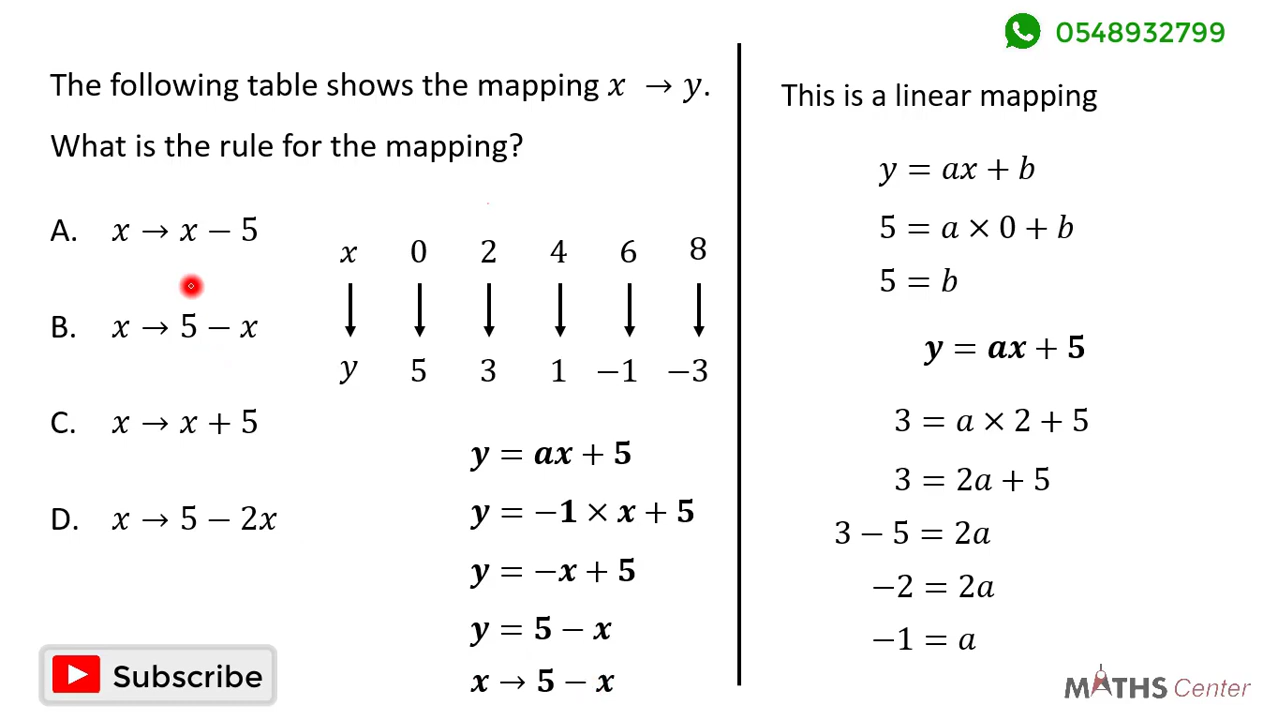 0548932799
The following table shows the mapping x → y.
What is the rule for the mapping?
A. x → x − 5
B. x → 5 − x
C. x → x + 5
D. x → 5 − 2x
x 0 2 4 6 8
y 5 3 1 −1 −3
y = ax + 5
y = −1 × x + 5
y = −x + 5
y = 5 − x
x → 5 − x
Subscribe
This is a linear mapping
y = ax + b
5 = a × 0 + b
5 = b
y = ax + 5
3 = a × 2 + 5
3 = 2a + 5
3 − 5 = 2a
−2 = 2a
−1 = a
MATHS Center